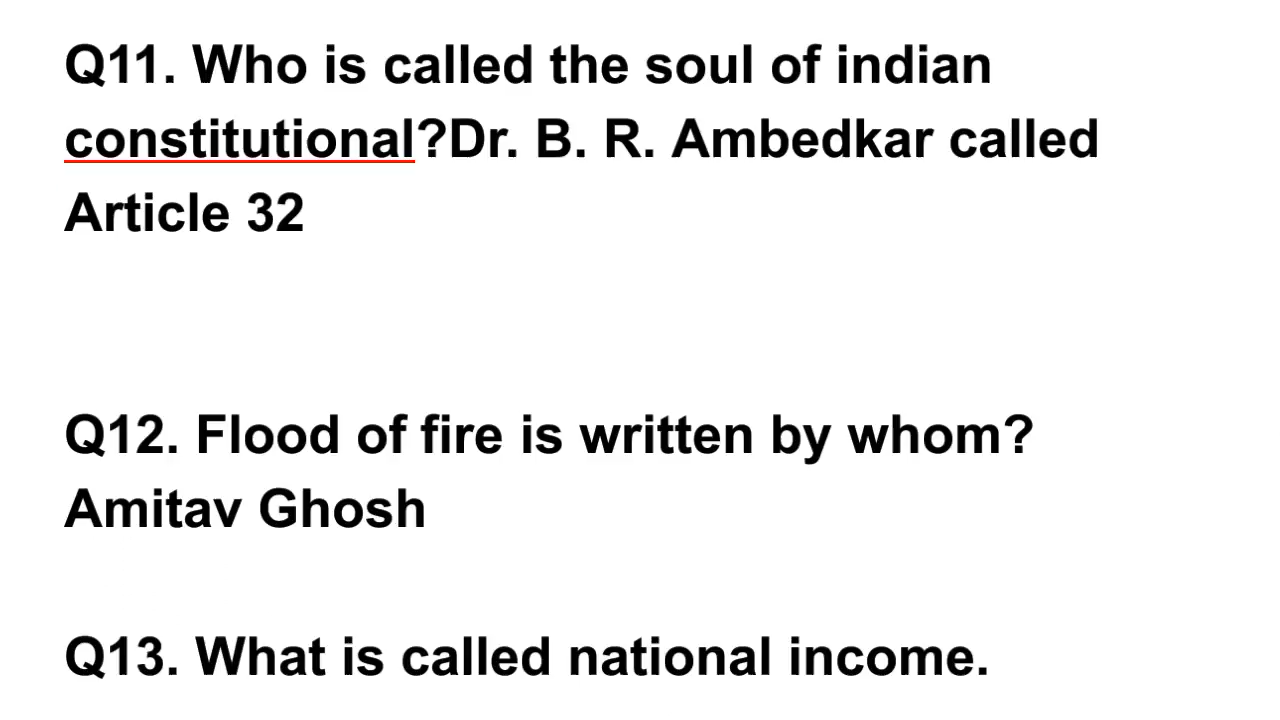 Q11. Who is called the soul of indian
constitutional?Dr. B. R. Ambedkar called
Article 32
Q12. Flood of fire is written by whom?
Amitav Ghosh
Q13. What is called national income.